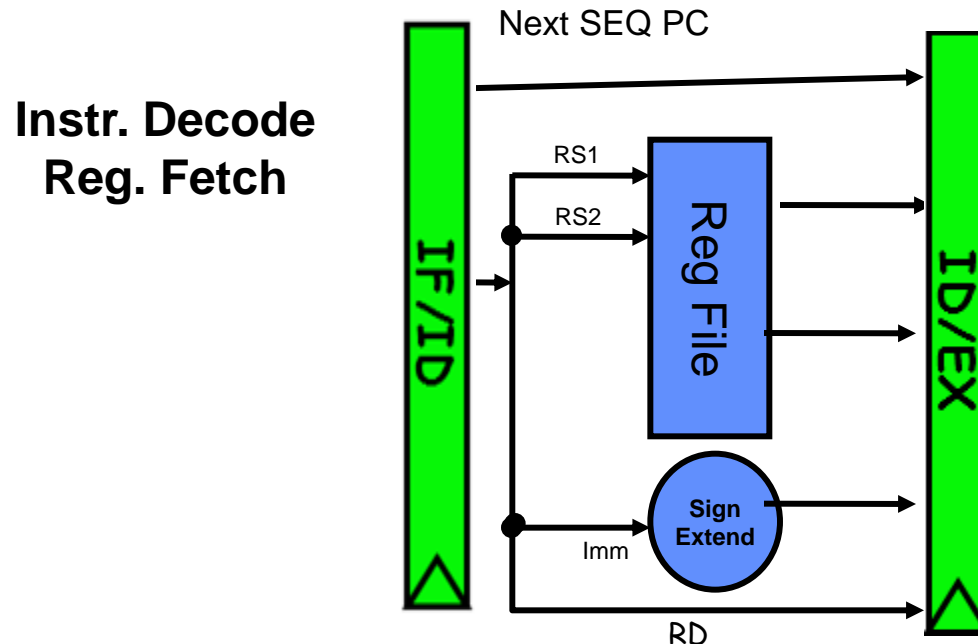 Next SEQ PC
Instr. Decode
Reg. Fetch
RS1
RS2
Reg File
IF/ID
ID/EX
Sign
Extend
Imm
RD